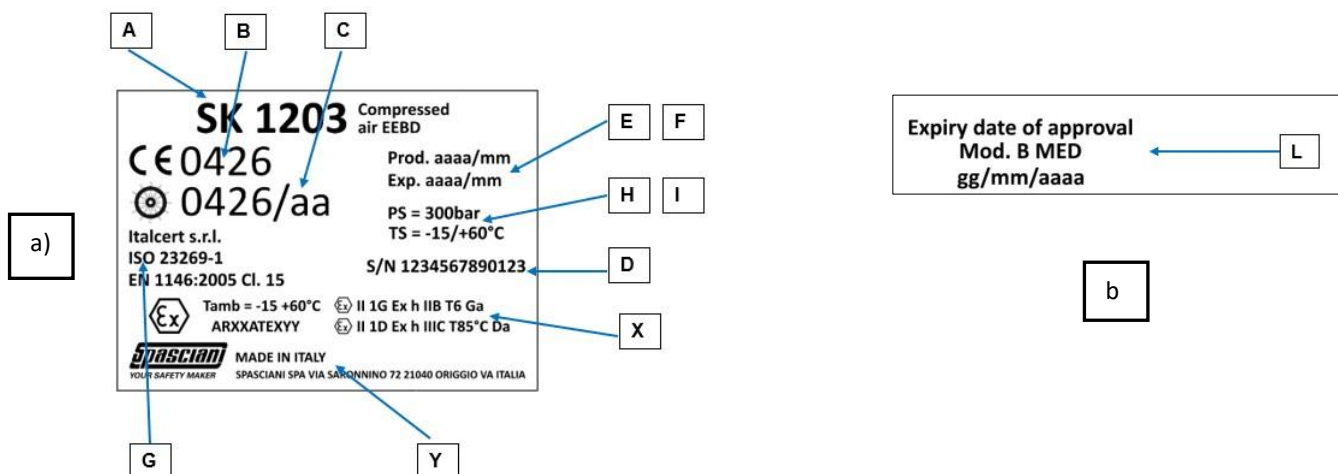 A B C
SK 1203 Compressed
air EEBD
CE 0426
0426/aa
Prod. aaaa/mm
Exp. aaaa/mm
E F
PS = 300bar
TS = -15/+60°C
H I
a)
Italcert s.r.l.
ISO 23269-1
EN 1146:2005 Cl. 15
S/N 1234567890123
D
Ex Tamb = -15 +60°C
ARXXATEXYY
Ex II 1G Ex h IIB T6 Ga
Ex II 1D Ex h IIIC T85°C Da
X
Spasciani
YOUR SAFETY MAKER
MADE IN ITALY
SPASCIANI SPA VIA SARONNINO 72 21040 ORIGGIO VA ITALIA
G Y
Expiry date of approval
Mod. B MED
gg/mm/aaaa
L
b